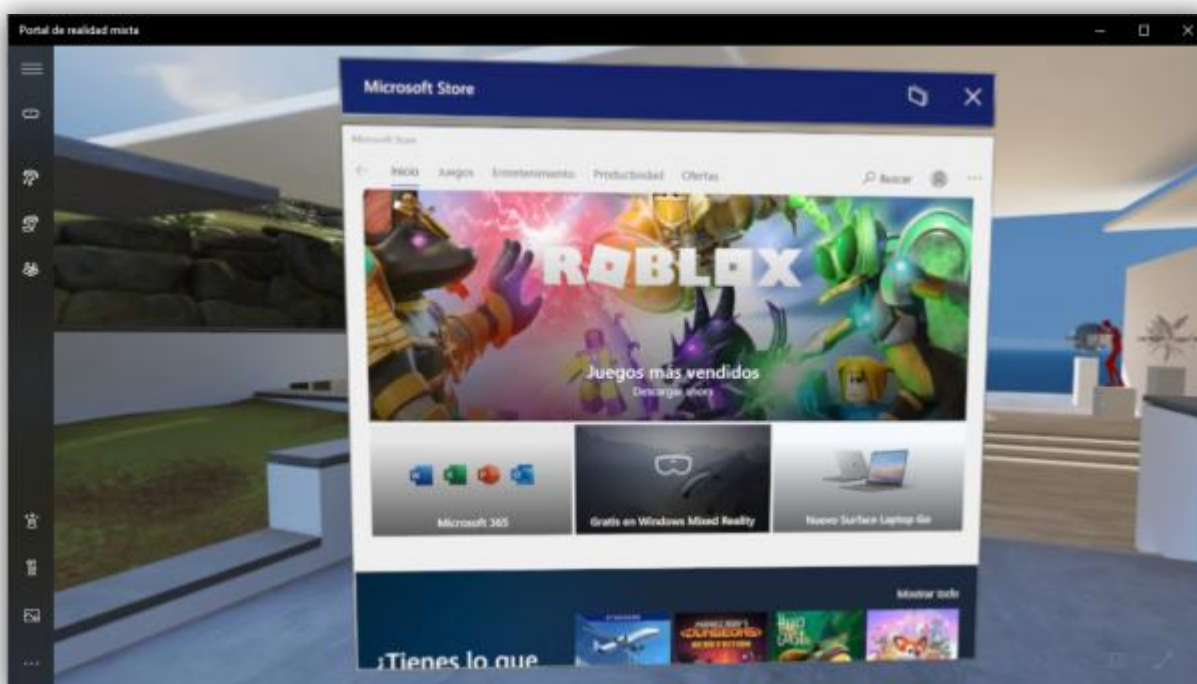 Portal de realidad mixta
Microsoft Store
Microsoft Store
Inicio Juegos Entretenimiento Productividad Ofertas Buscar
ROBLOX
Juegos más vendidos
Descargar ahora
Microsoft 365
Gratis en Windows Mixed Reality
Nuevo Surface Laptop Go
Mostrar todo
¿Tienes lo que
MINECRAFT
DUNGEONS